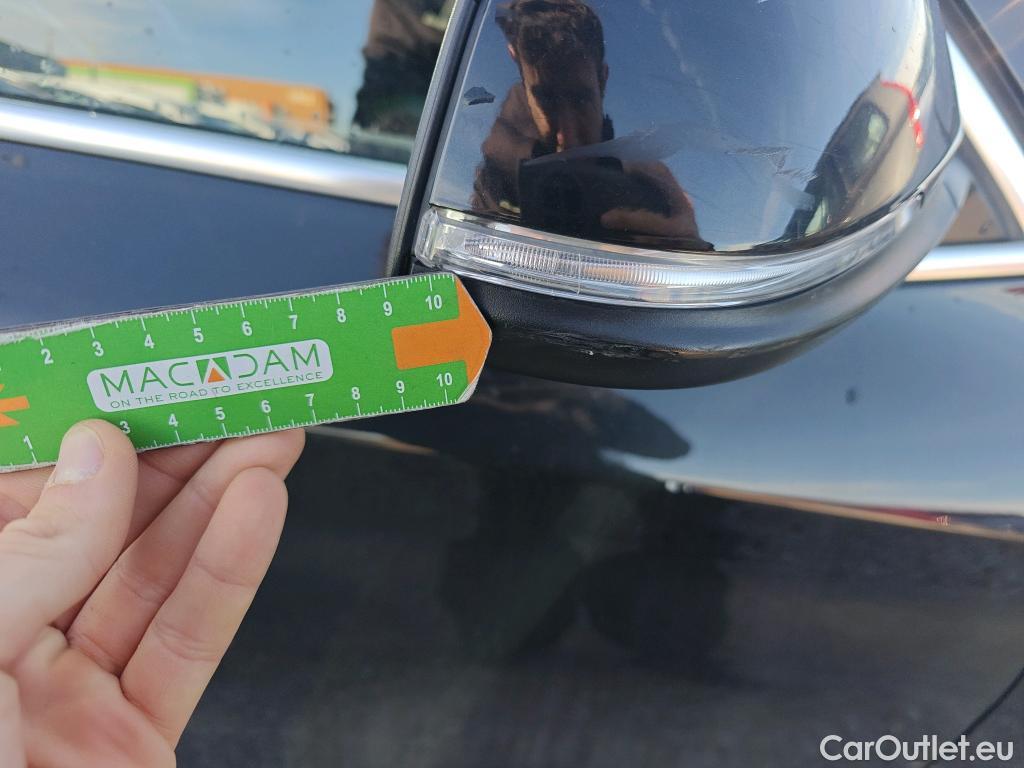 2 3 4 5 6 7 8 9 10
MACADAM
ON THE ROAD TO EXCELLENCE
1 3 4 5 6 7 8 9 10
CarOutlet.eu